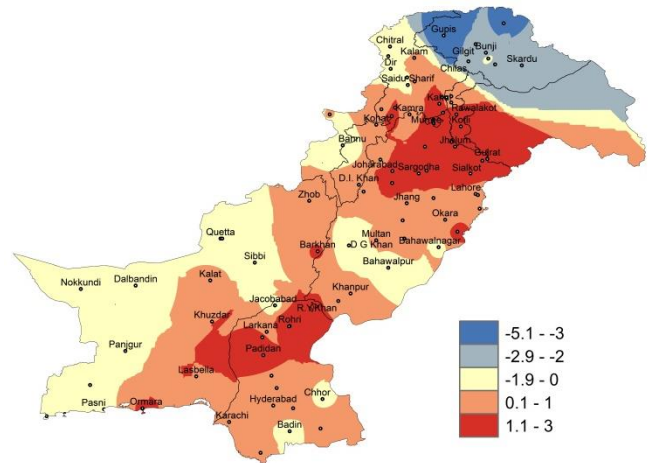 Gupis
Chitral
Bunji
Gilgit
Kalam
Dir
Chilas
Skardu
Saidu Sharif
Kamra
Rawalakot
Kohat
Kotli
Bannu
Jhelum
Gujrat
Joharabad
Sargodha
Sialkot
D.I. Khan
Zhob
Jhang
Lahore
Okara
Quetta
Multan
Barkhan
D G Khan
Bahawalnagar
Sibbi
Bahawalpur
Kalat
Dalbandin
Nokkundi
Khanpur
Jacobabad
R.Y.Khan
Khuzdar
Rohri
Larkana
Panjgur
Padidan
Lasbella
Chhor
Pasni
Ormara
Hyderabad
Karachi
Badin
-5.1 - -3
-2.9 - -2
-1.9 - 0
0.1 - 1
1.1 - 3